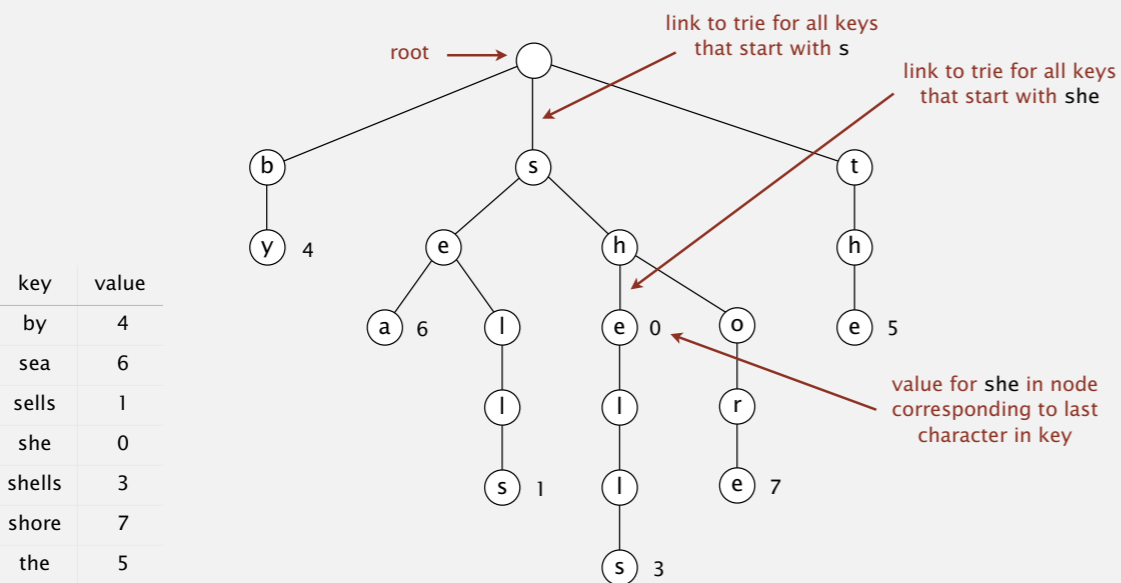 link to trie for all keys
that start with s
root
link to trie for all keys
that start with she
b
s
t
y 4
e
h
h
a 6
l
e 0
o
e 5
l
l
r
value for she in node
corresponding to last
character in key
s 1
l
e 7
s 3
key value
by 4
sea 6
sells 1
she 0
shells 3
shore 7
the 5